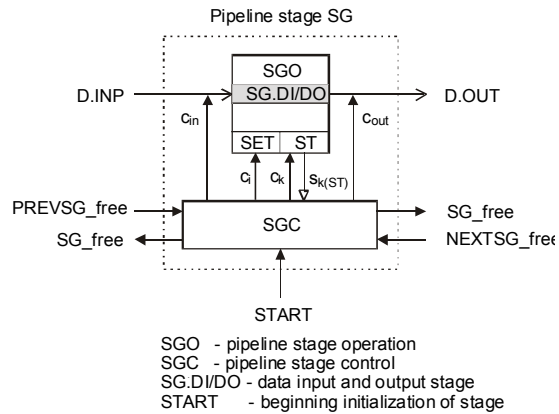 Pipeline stage SG
SGO
D.INP
SG.DI/DO
D.OUT
cin
cout
SET
ST
ci
ck
sk(ST)
PREVSG_free
SG_free
SGC
SG_free
NEXTSG_free
START
SGO - pipeline stage operation
SGC - pipeline stage control
SG.DI/DO - data input and output stage
START - beginning initialization of stage